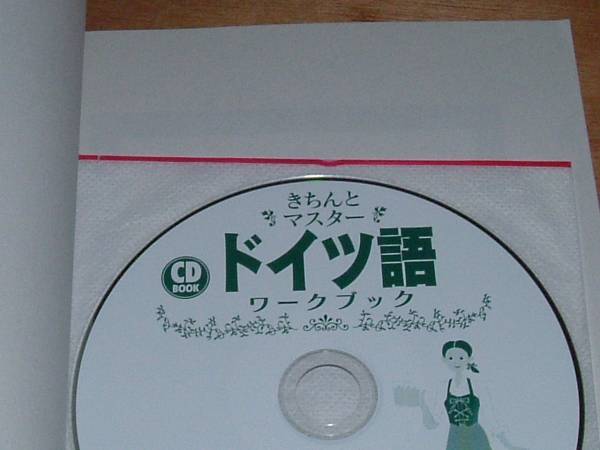 きちんと
マスター
CD
BOOK
ドイツ語
ワークブック